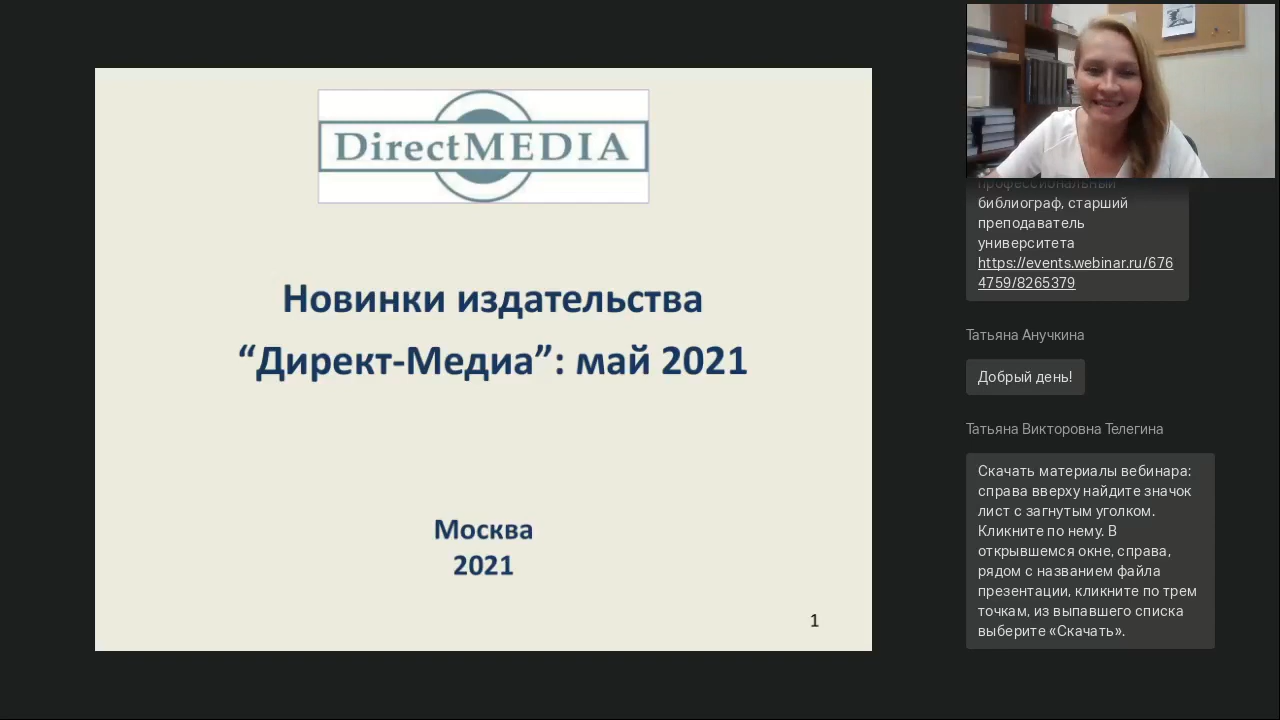 DirectMEDIA
Новинки издательства
“Директ-Медиа”: май 2021
Москва
2021
1
профессиональный
библиограф, старший
преподаватель
университета
https://events.webinar.ru/676
4759/8265379
Татьяна Анучкина
Добрый день!
Татьяна Викторовна Телегина
Скачать материалы вебинара:
справа вверху найдите значок
лист с загнутым уголком.
Кликните по нему. В
открывшемся окне, справа,
рядом с названием файла
презентации, кликните по трем
точкам, из выпавшего списка
выберите «Скачать».